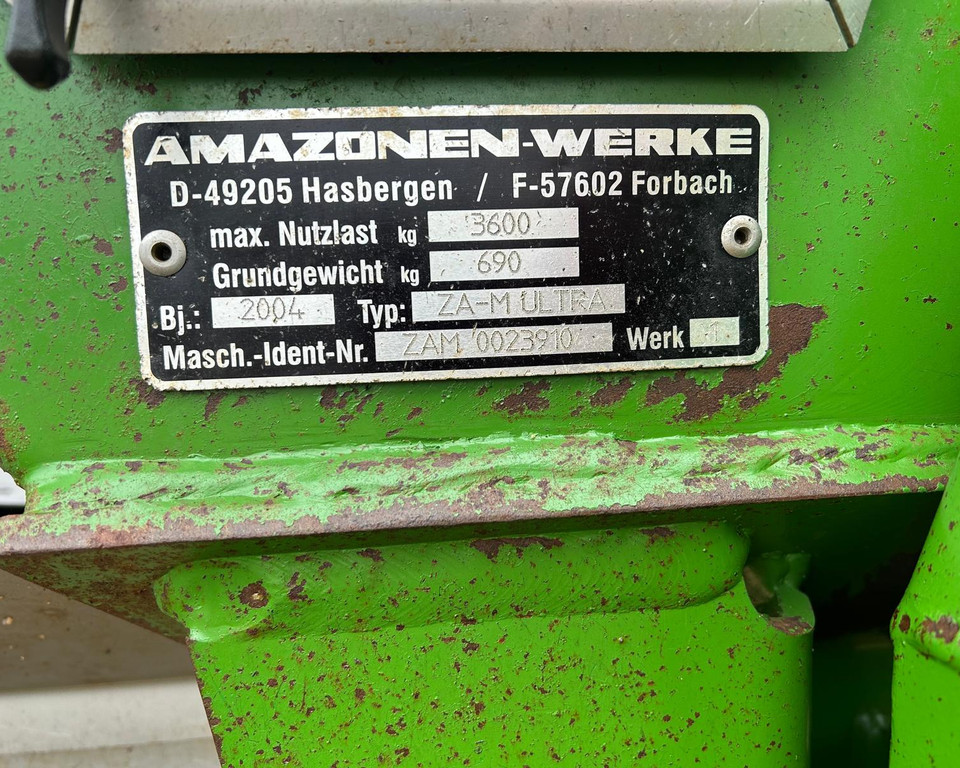 AMAZONEN-WERKE
D-49205 Hasbergen / F-57602 Forbach
max. Nutzlast kg 3600
Grundgewicht kg 690
Bj.: 2004 Typ: ZA-M ULTRA
Masch.-Ident-Nr. ZAM 0023910 Werk 1